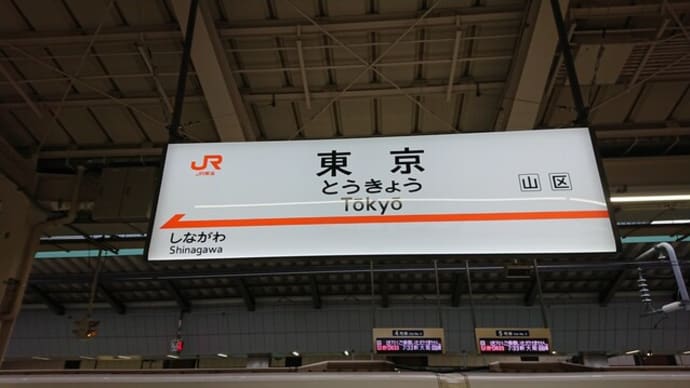 JR
JR東海
東京
とうきょう
Tōkyō
山 区
しながわ
Shinagawa